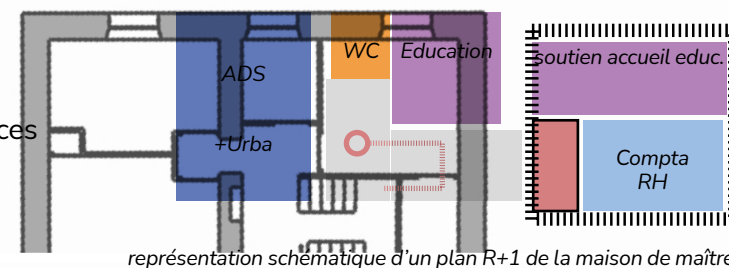 WC
Education
soutien accueil educ.
ADS
ces
+Urba
Compta
RH
représentation schématique d'un plan R+1 de la maison de maître